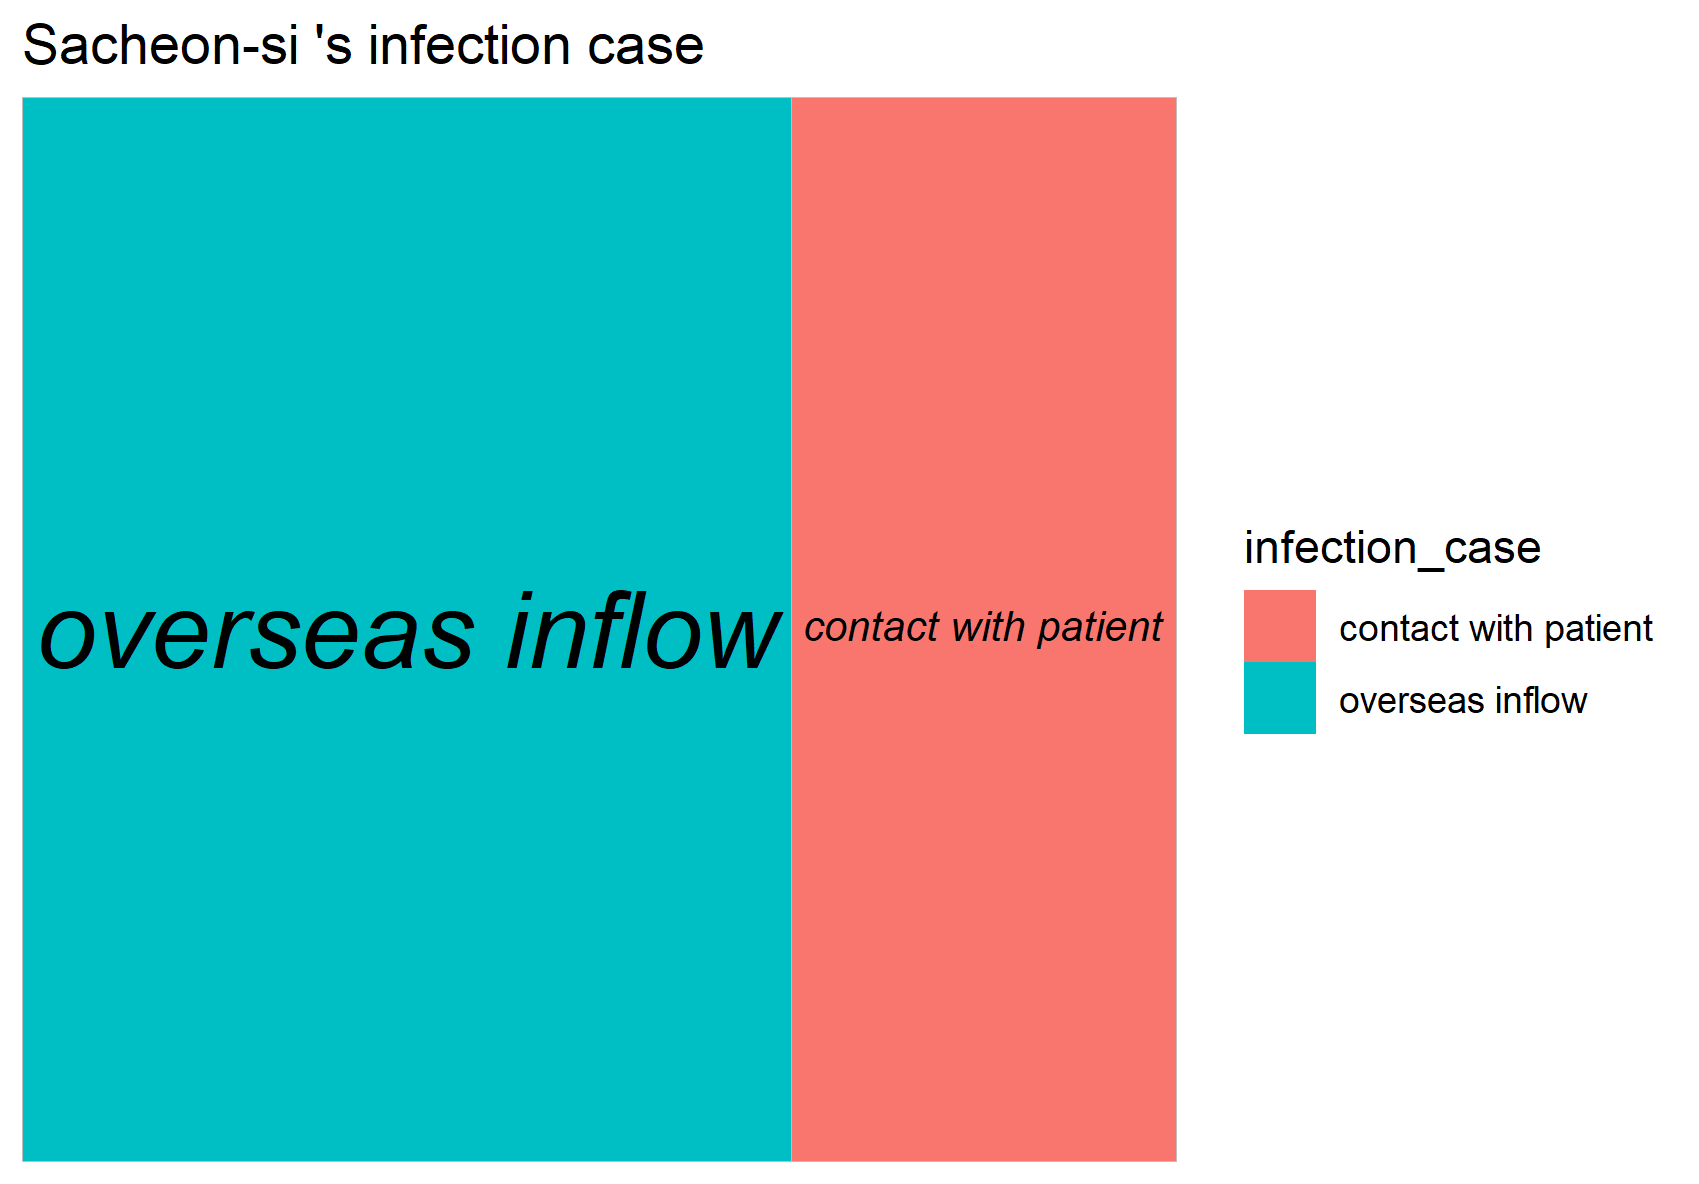 Sacheon-si 's infection case
overseas inflow
contact with patient
infection_case
contact with patient
overseas inflow